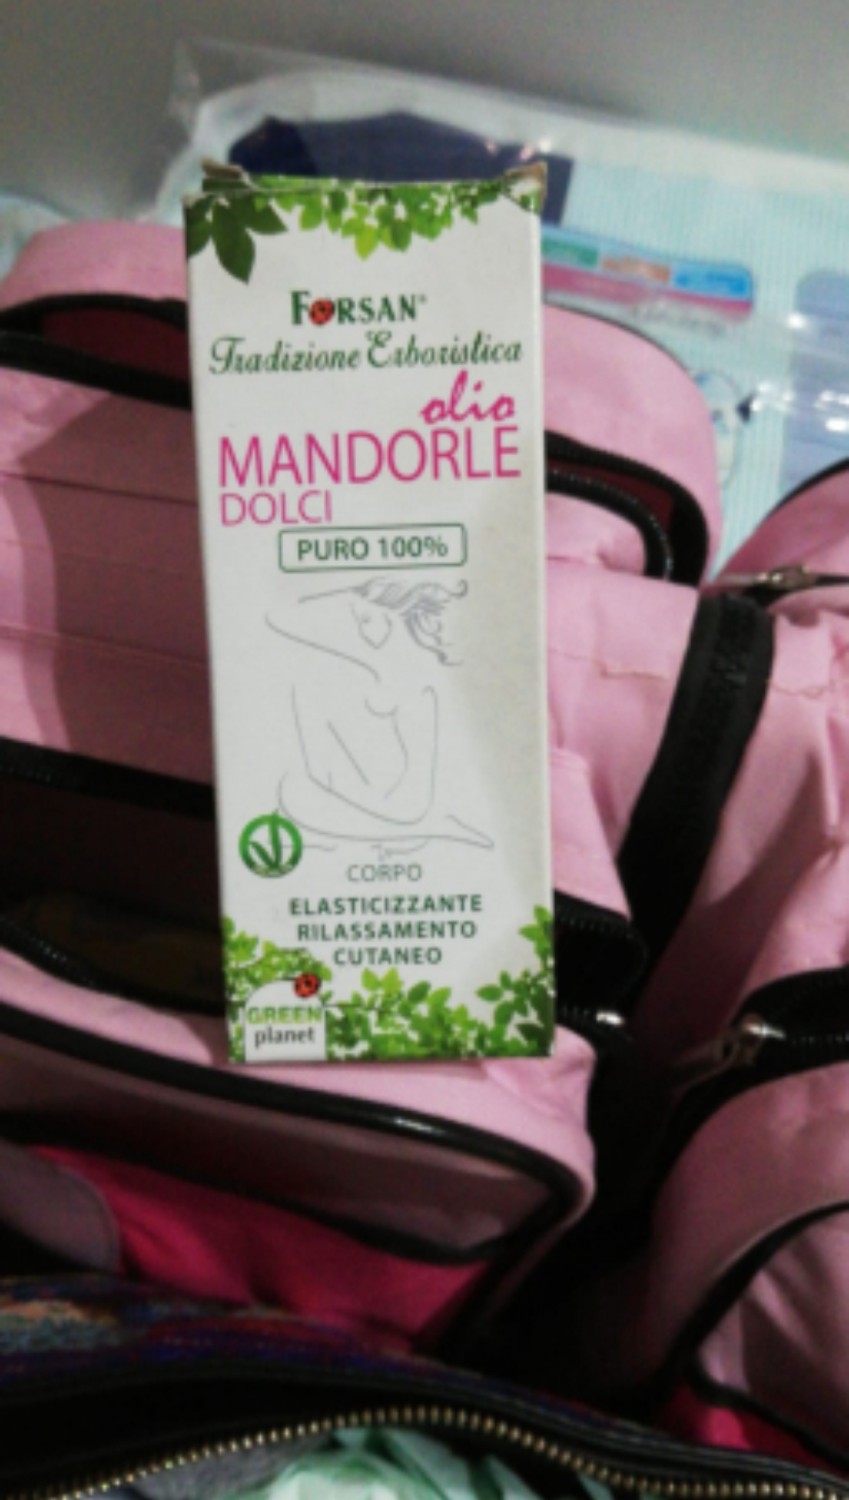 FORSAN®
Tradizione Erboristica
olio
MANDORLE
DOLCI
PURO 100%
CORPO
ELASTICIZZANTE
RILASSAMENTO
CUTANEO
GREEN
planet